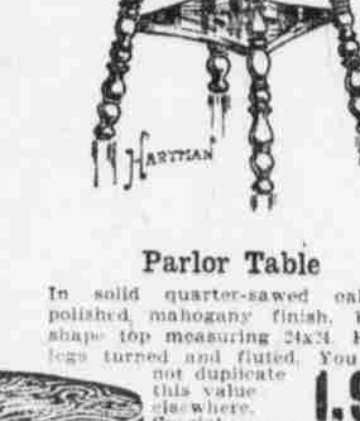 HARTMAN
Parlor Table
In solid quarter-sawed
polished, mahogany finish.
shape top measuring 24x24.
legs turned and fluted. You
not duplicate
this value
elsewhere.